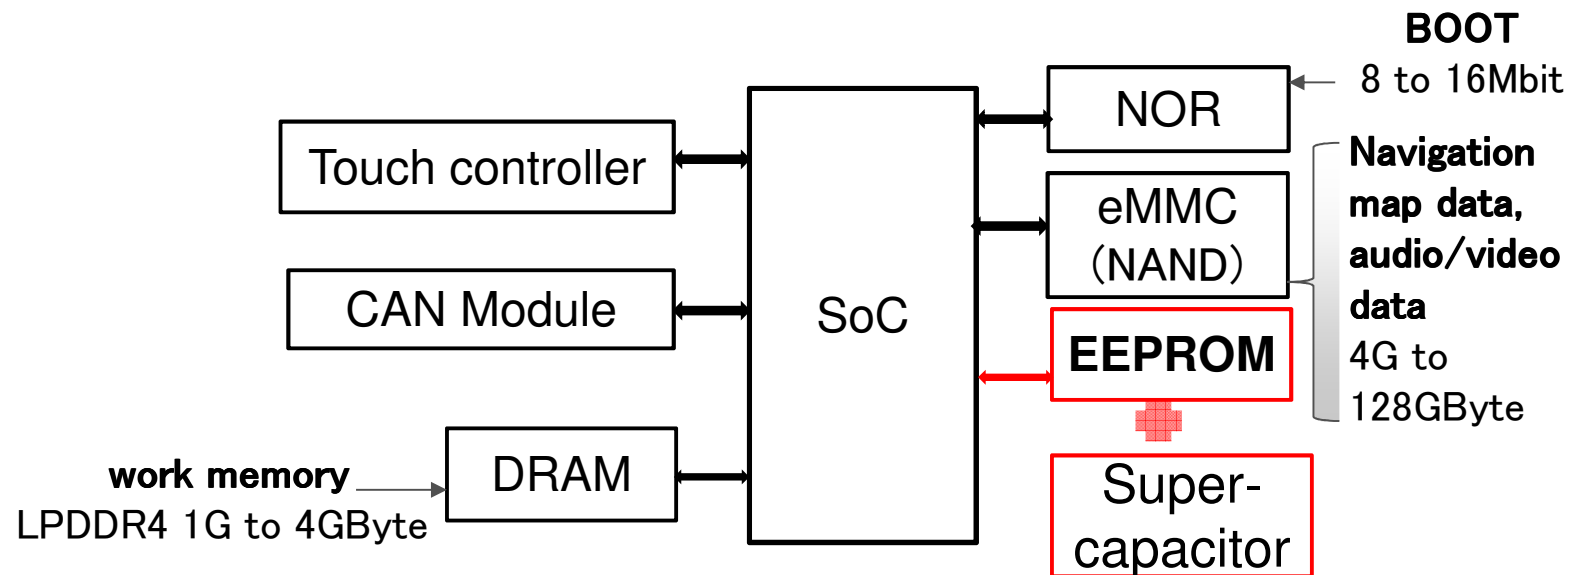 BOOT
8 to 16Mbit
NOR
Touch controller
Navigation
map data,
audio/video
data
4G to
128GByte
eMMC
(NAND)
CAN Module
SoC
EEPROM
work memory
LPDDR4 1G to 4GByte
DRAM
Super-
capacitor